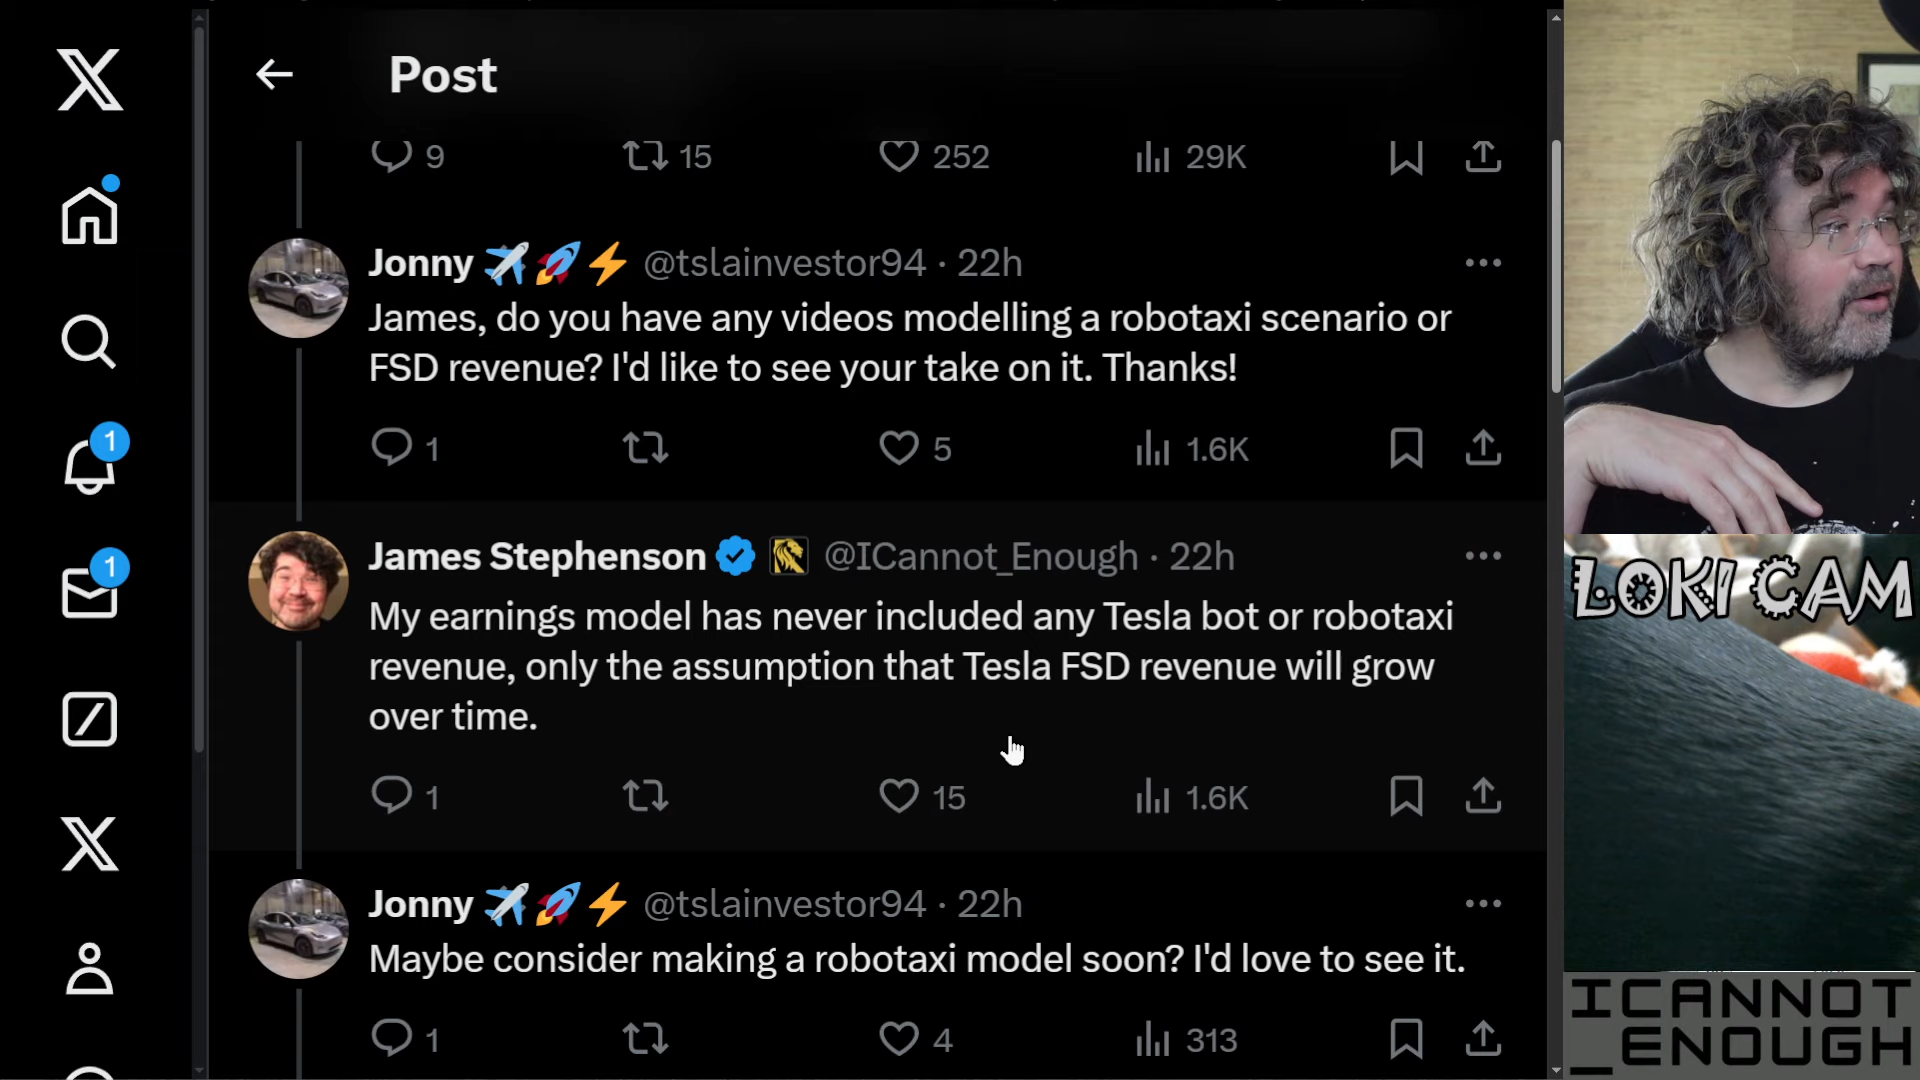 Post
9 15 252 29K
Jonny @tslainvestor94 · 22h
James, do you have any videos modelling a robotaxi scenario or
FSD revenue? I'd like to see your take on it. Thanks!
1 5 1.6K
1
James Stephenson @ICannot_Enough · 22h
My earnings model has never included any Tesla bot or robotaxi
revenue, only the assumption that Tesla FSD revenue will grow
over time.
1
1 15 1.6K
Jonny @tslainvestor94 · 22h
Maybe consider making a robotaxi model soon? I'd love to see it.
1 4 313
LOKI CAM
ICANNOT
_ENOUGH